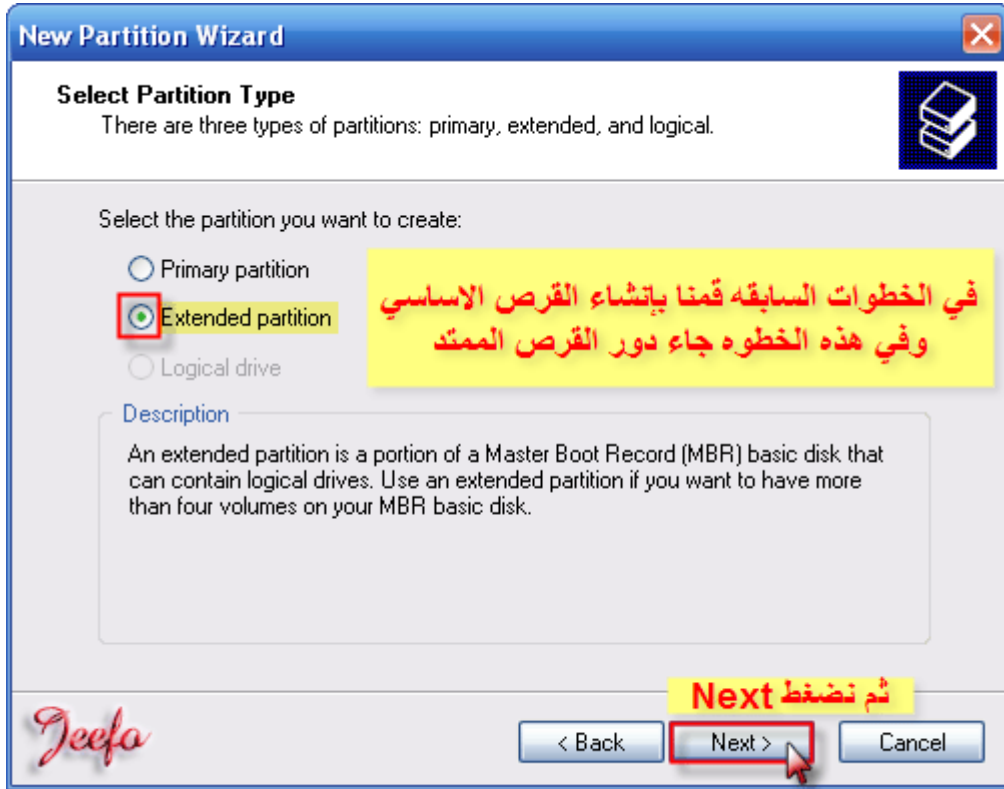 New Partition Wizard
Select Partition Type
There are three types of partitions: primary, extended, and logical.
Select the partition you want to create:
Primary partition
Extended partition
Logical drive
في الخطوات السابقه قمنا بإنشاء القرص الاساسي
وفي هذه الخطوه جاء دور القرص الممتد
Description
An extended partition is a portion of a Master Boot Record (MBR) basic disk that
can contain logical drives. Use an extended partition if you want to have more
than four volumes on your MBR basic disk.
ثم نضغط Next
Jeefo
< Back
Next >
Cancel